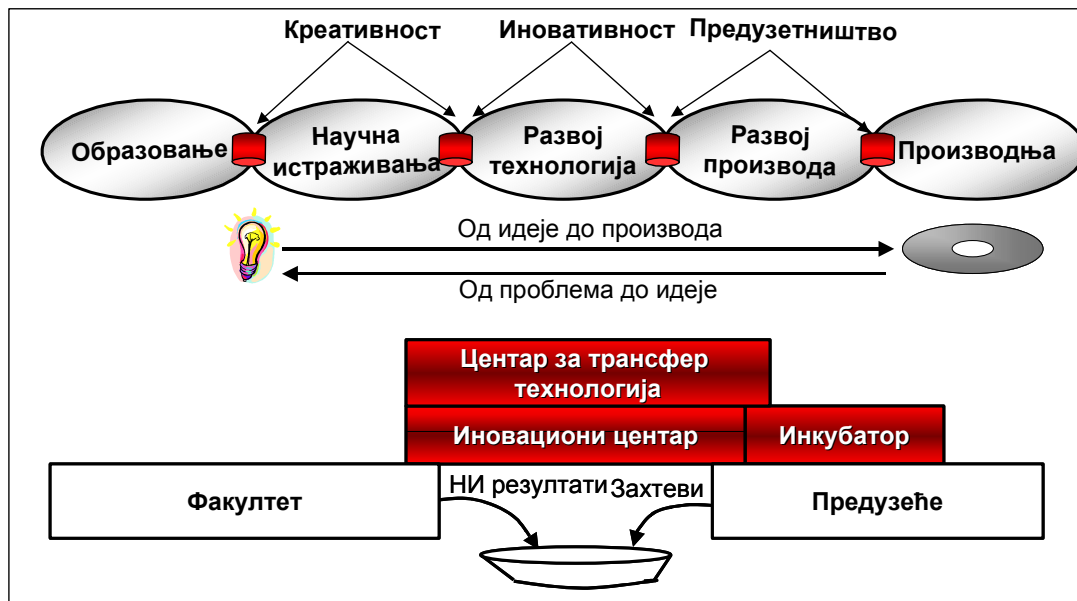 Креативност
Иновативност
Предузетништво
Образовање
Научна
истраживања
Развој
технологија
Развој
производа
Производња
Од идеје до производа
Од проблема до идеје
Центар за трансфер
технологија
Иновациони центар
Инкубатор
Факултет
НИ резултати
Захтеви
Предузеће